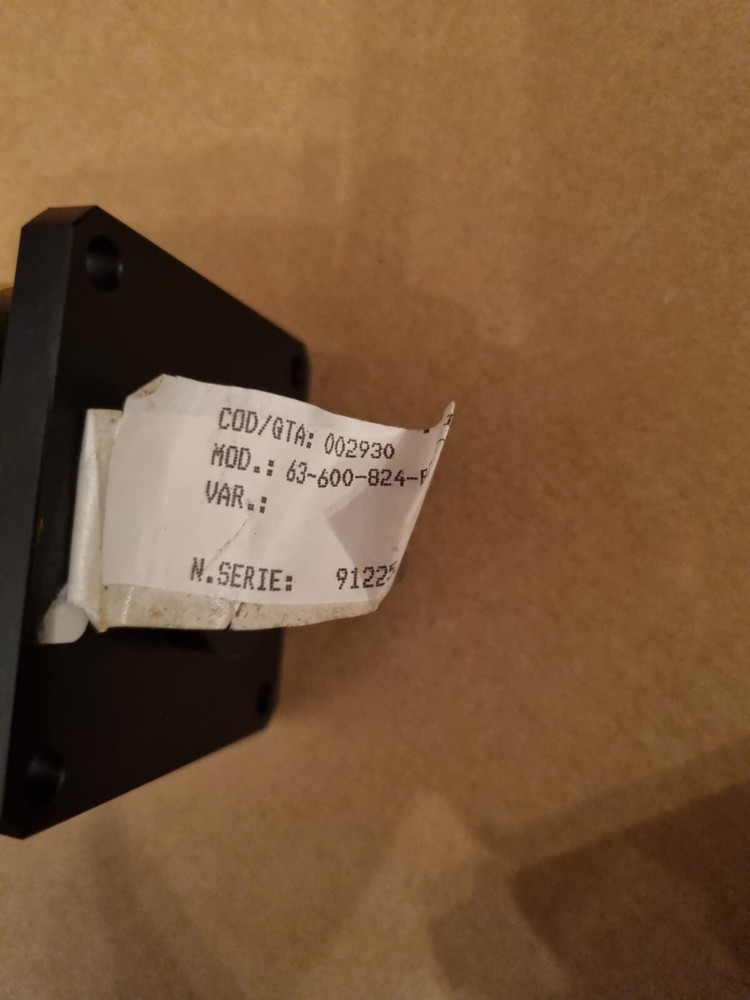 COD/QTA: 002930
MOD.: 63-600-824-
VAR.:
N.SERIE: 9122